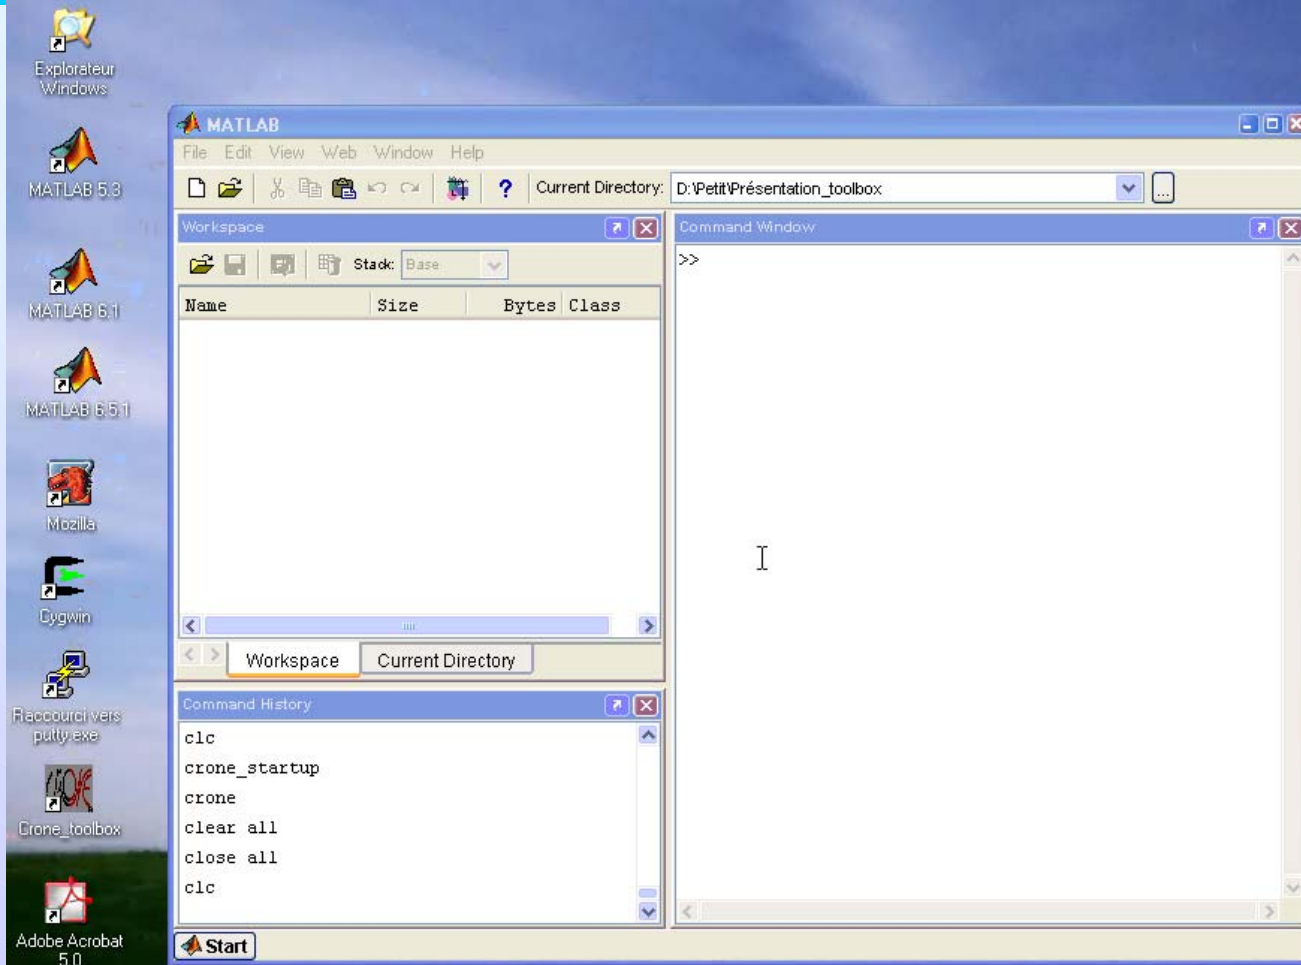 Explorateur
Windows
MATLAB 5.3
MATLAB 6.1
MATLAB 6.5.1
Mozilla
Cygwin
Raccourci vers
putty.exe
Crone_toolbox
Adobe Acrobat
5.0
MATLAB
File Edit View Web Window Help
? Current Directory: D:\Petit\Présentation_toolbox ...
Workspace
Stack: Base
Name Size Bytes Class
Workspace Current Directory
Command History
clc
crone_startup
crone
clear all
close all
clc
Command Window
>>
Start